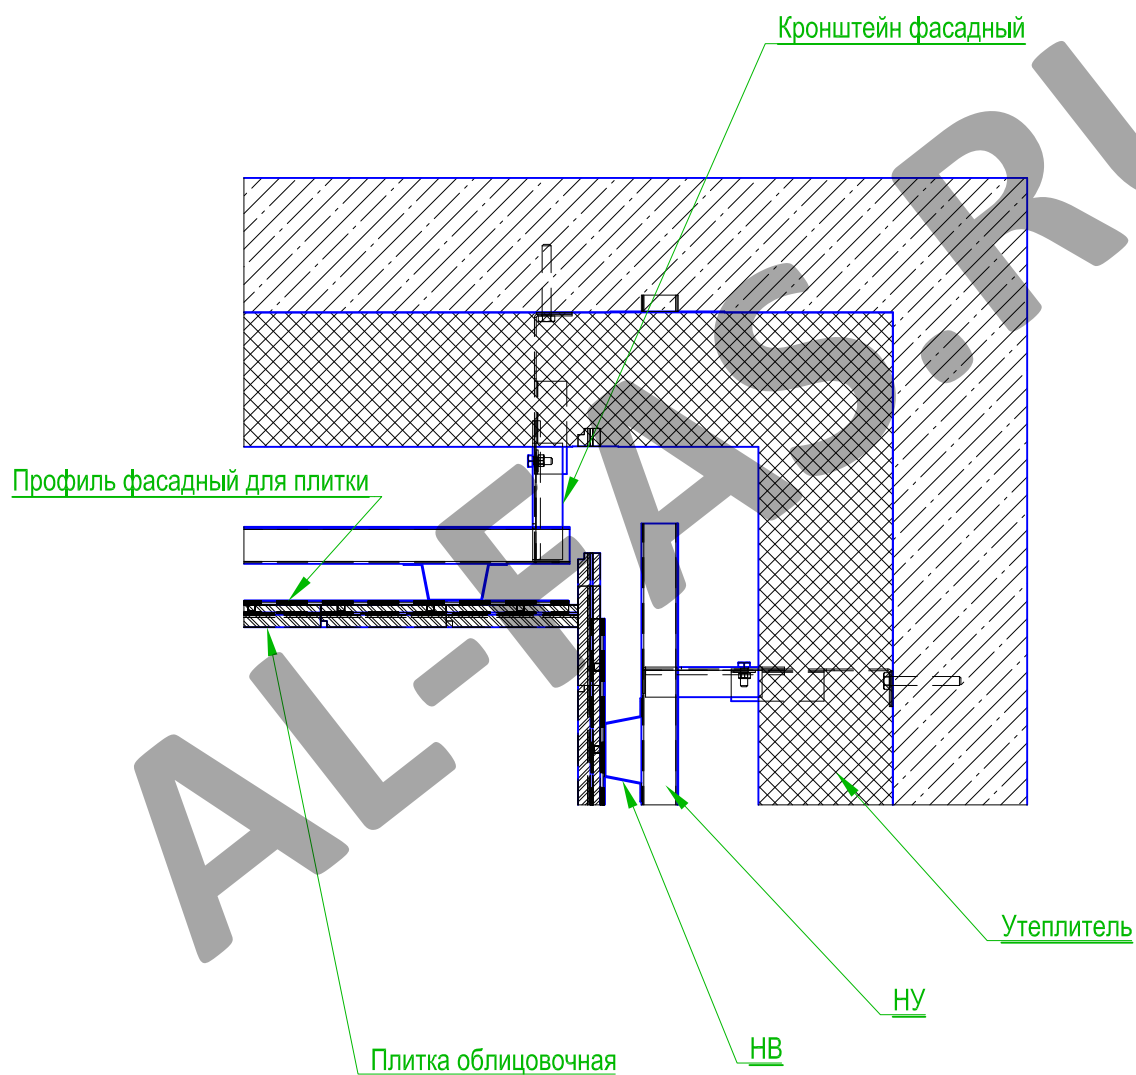 Кронштейн фасадный
AL-FAS.RU
Профиль фасадный для плитки
Утеплитель
НУ
НВ
Плитка облицовочная